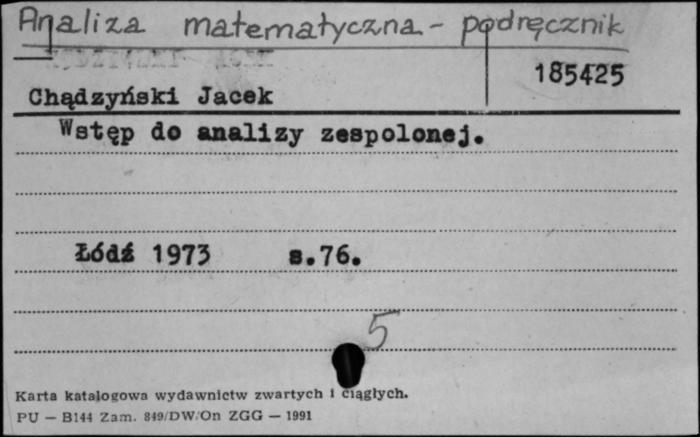 Analiza matematyczna - podręcznik
185425
Chądzyński Jacek
Wstęp do analizy zespolonej.
Łódź 1973 s.76.
5
Karta katalogowa wydawnictw zwartych i ciągłych.
PU — B144 Zam. 849/DW/On ZGG — 1991